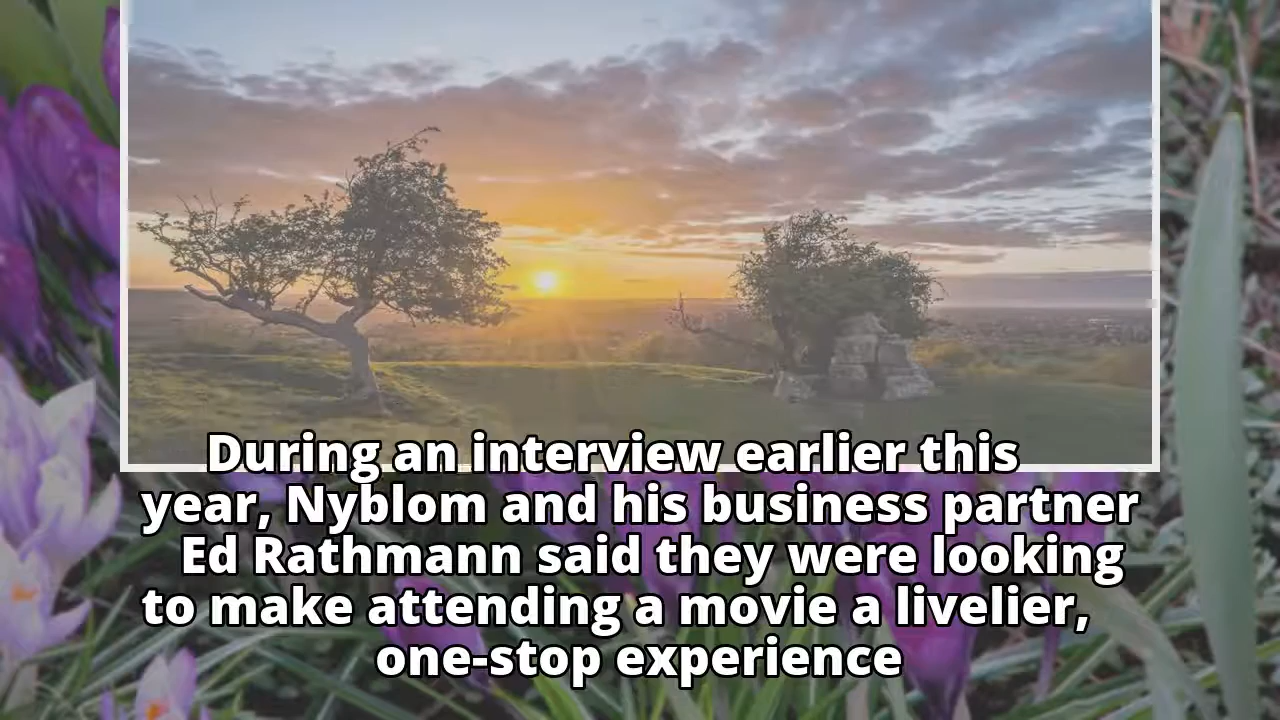 During an interview earlier this
year, Nyblom and his business partner
Ed Rathmann said they were looking
to make attending a movie a livelier,
one-stop experience